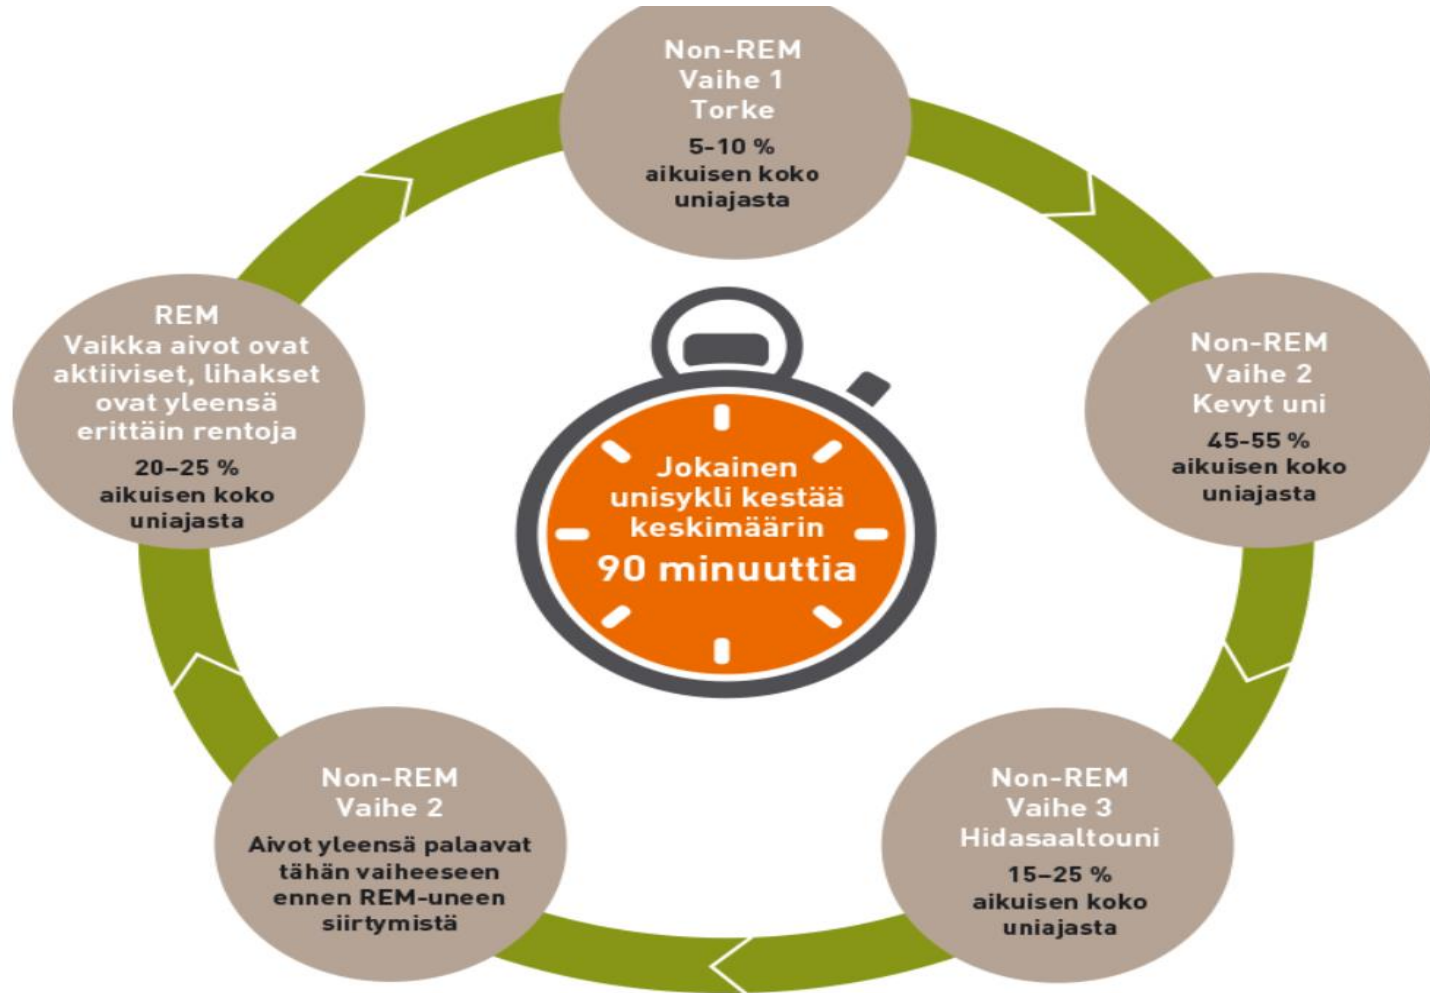 Non-REM
Vaihe 1
Torke
5-10 %
aikuisen koko
uniajasta
Non-REM
Vaihe 2
Kevyt uni
45-55 %
aikuisen koko
uniajasta
Non-REM
Vaihe 3
Hidasaaltouni
15–25 %
aikuisen koko
uniajasta
Non-REM
Vaihe 2
Aivot yleensä palaavat
tähän vaiheeseen
ennen REM-uneen
siirtymistä
REM
Vaikka aivot ovat
aktiiviset, lihakset
ovat yleensä
erittäin rentoja
20–25 %
aikuisen koko
uniajasta
Jokainen
unisykli kestää
keskimäärin
90 minuuttia